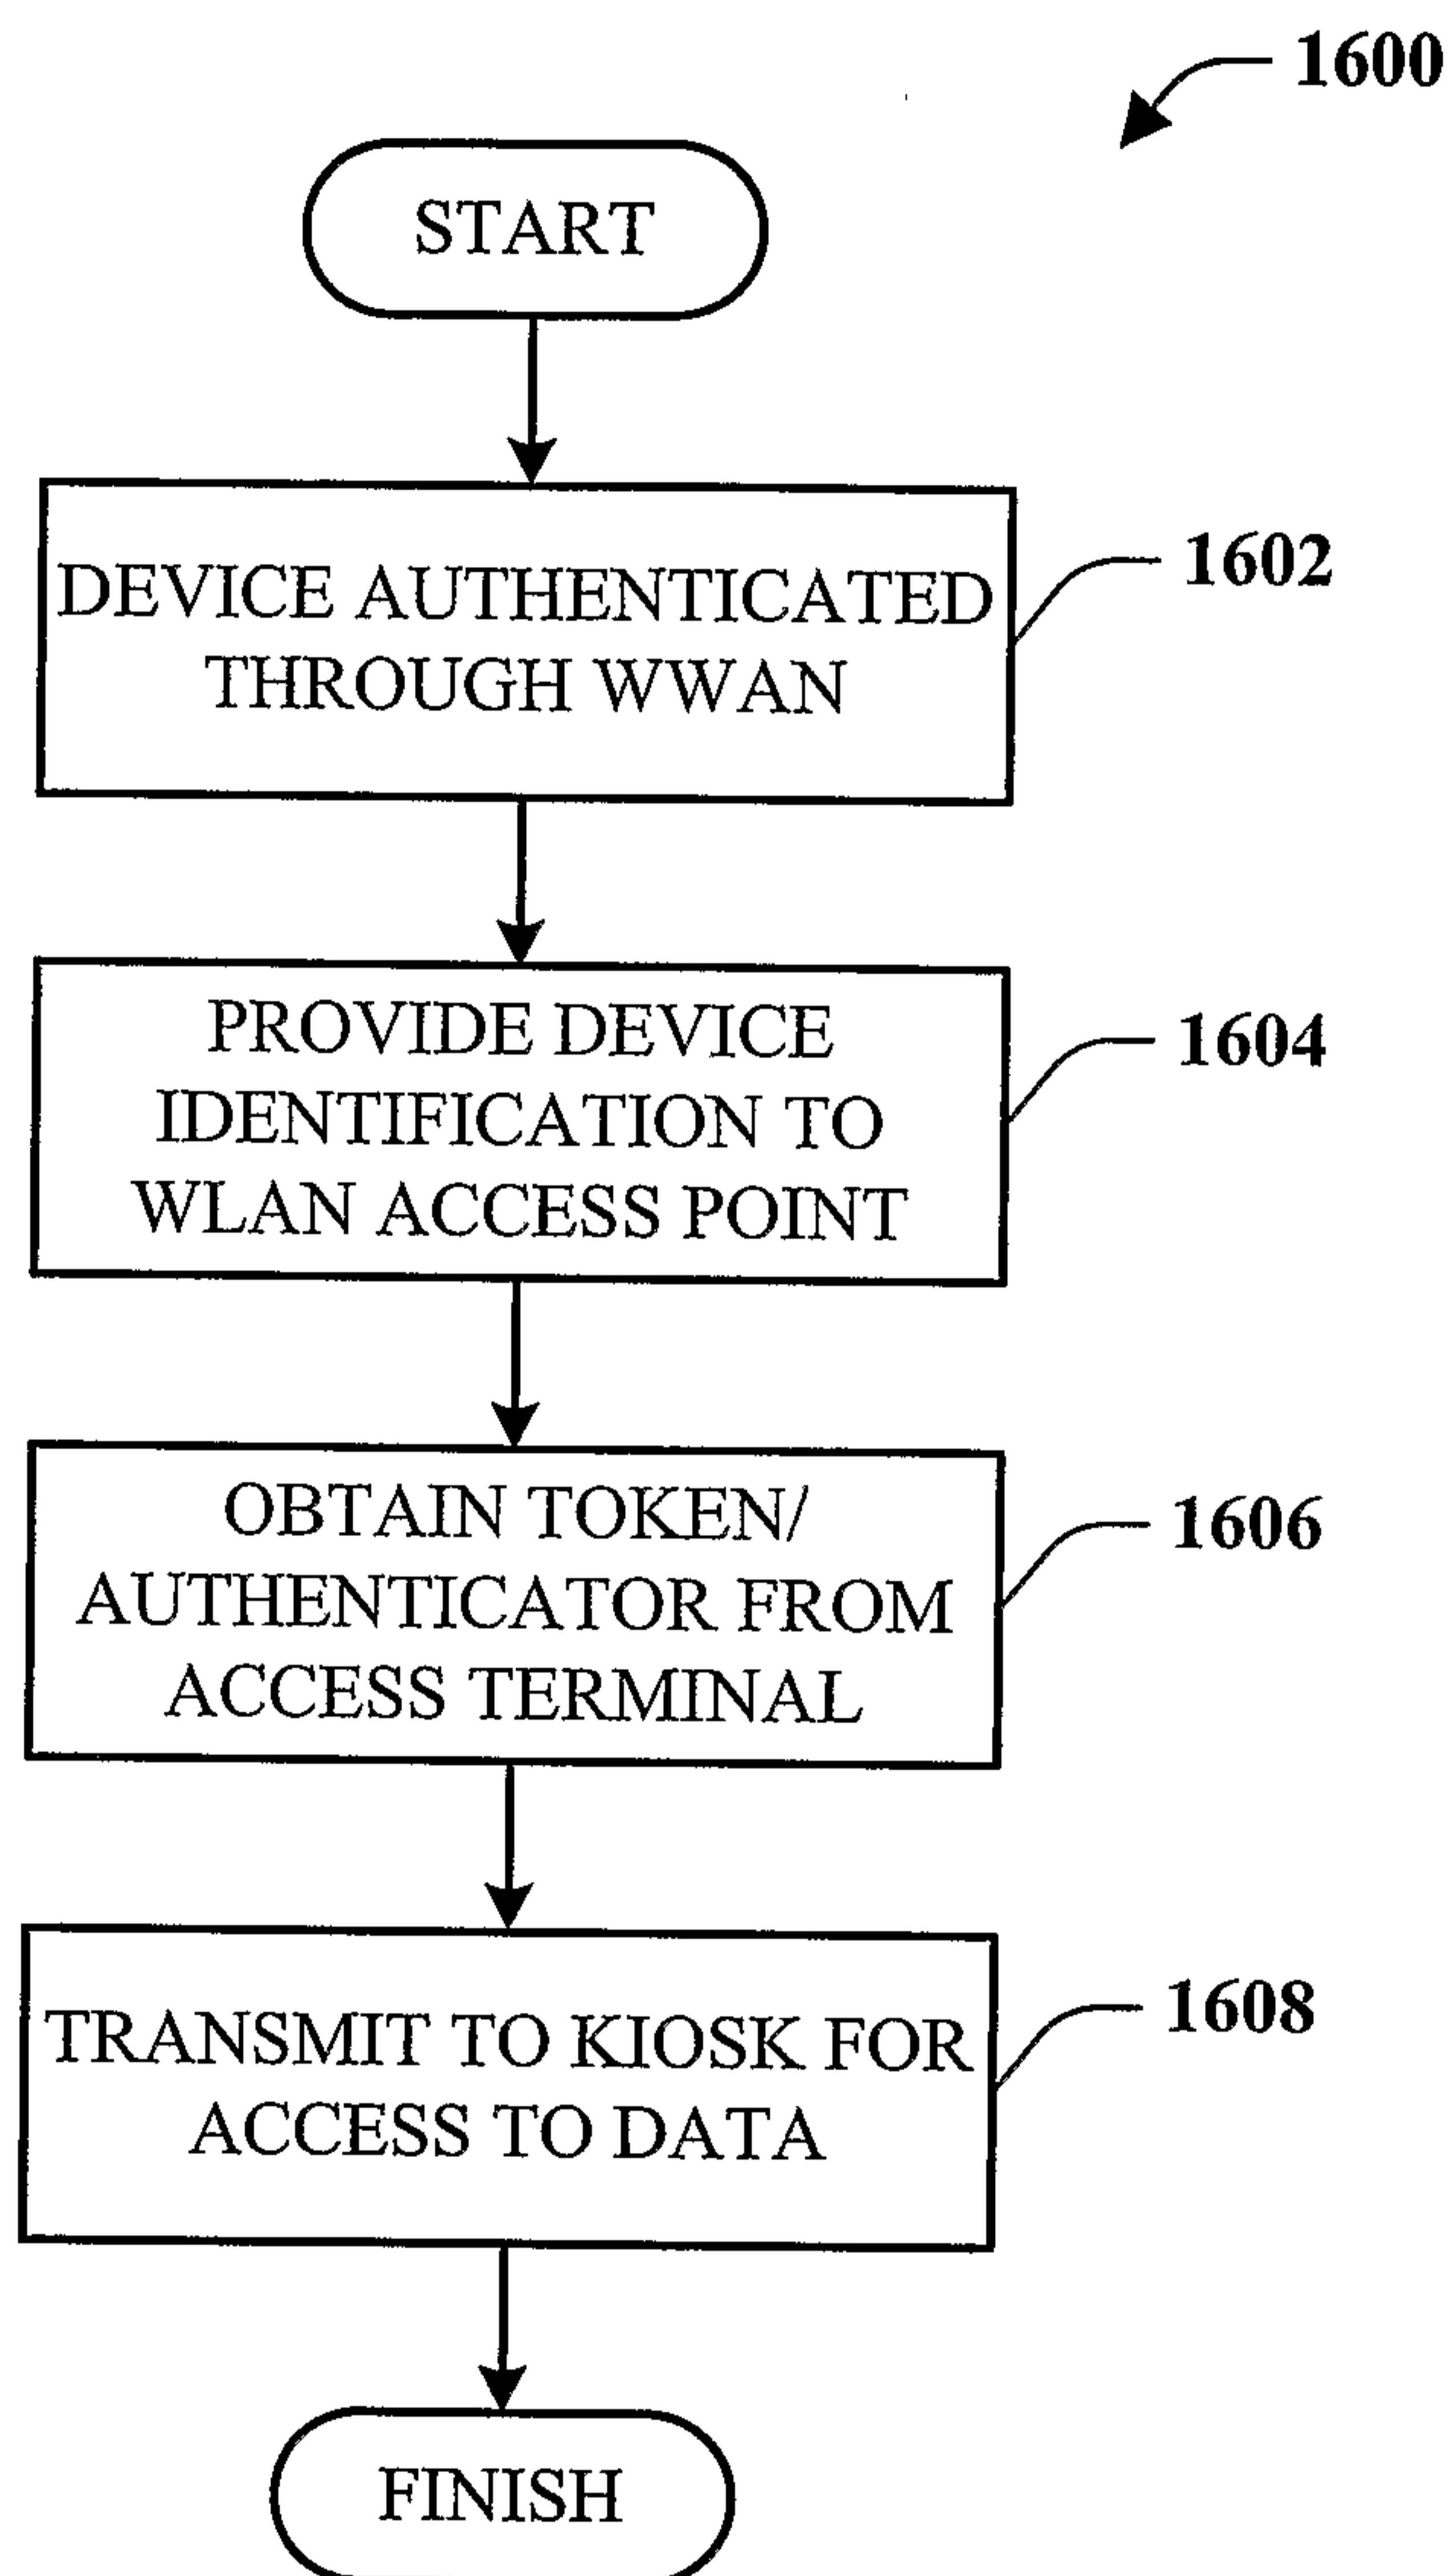 1600
START
DEVICE AUTHENTICATED
THROUGH WWAN
1602
PROVIDE DEVICE
IDENTIFICATION TO
WLAN ACCESS POINT
1604
OBTAIN TOKEN/
AUTHENTICATOR FROM
ACCESS TERMINAL
1606
TRANSMIT TO KIOSK FOR
ACCESS TO DATA
1608
FINISH